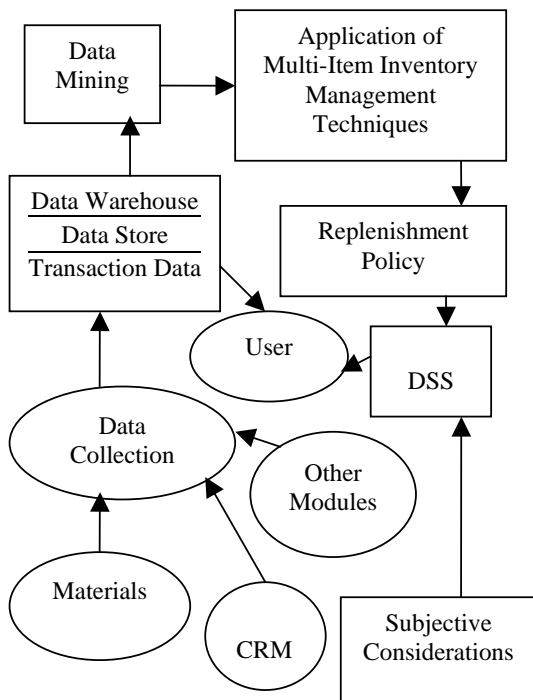 Data
Mining
Application of
Multi-Item Inventory
Management
Techniques
Data Warehouse
Data Store
Transaction Data
Replenishment
Policy
User
DSS
Data
Collection
Other
Modules
Materials
CRM
Subjective
Considerations